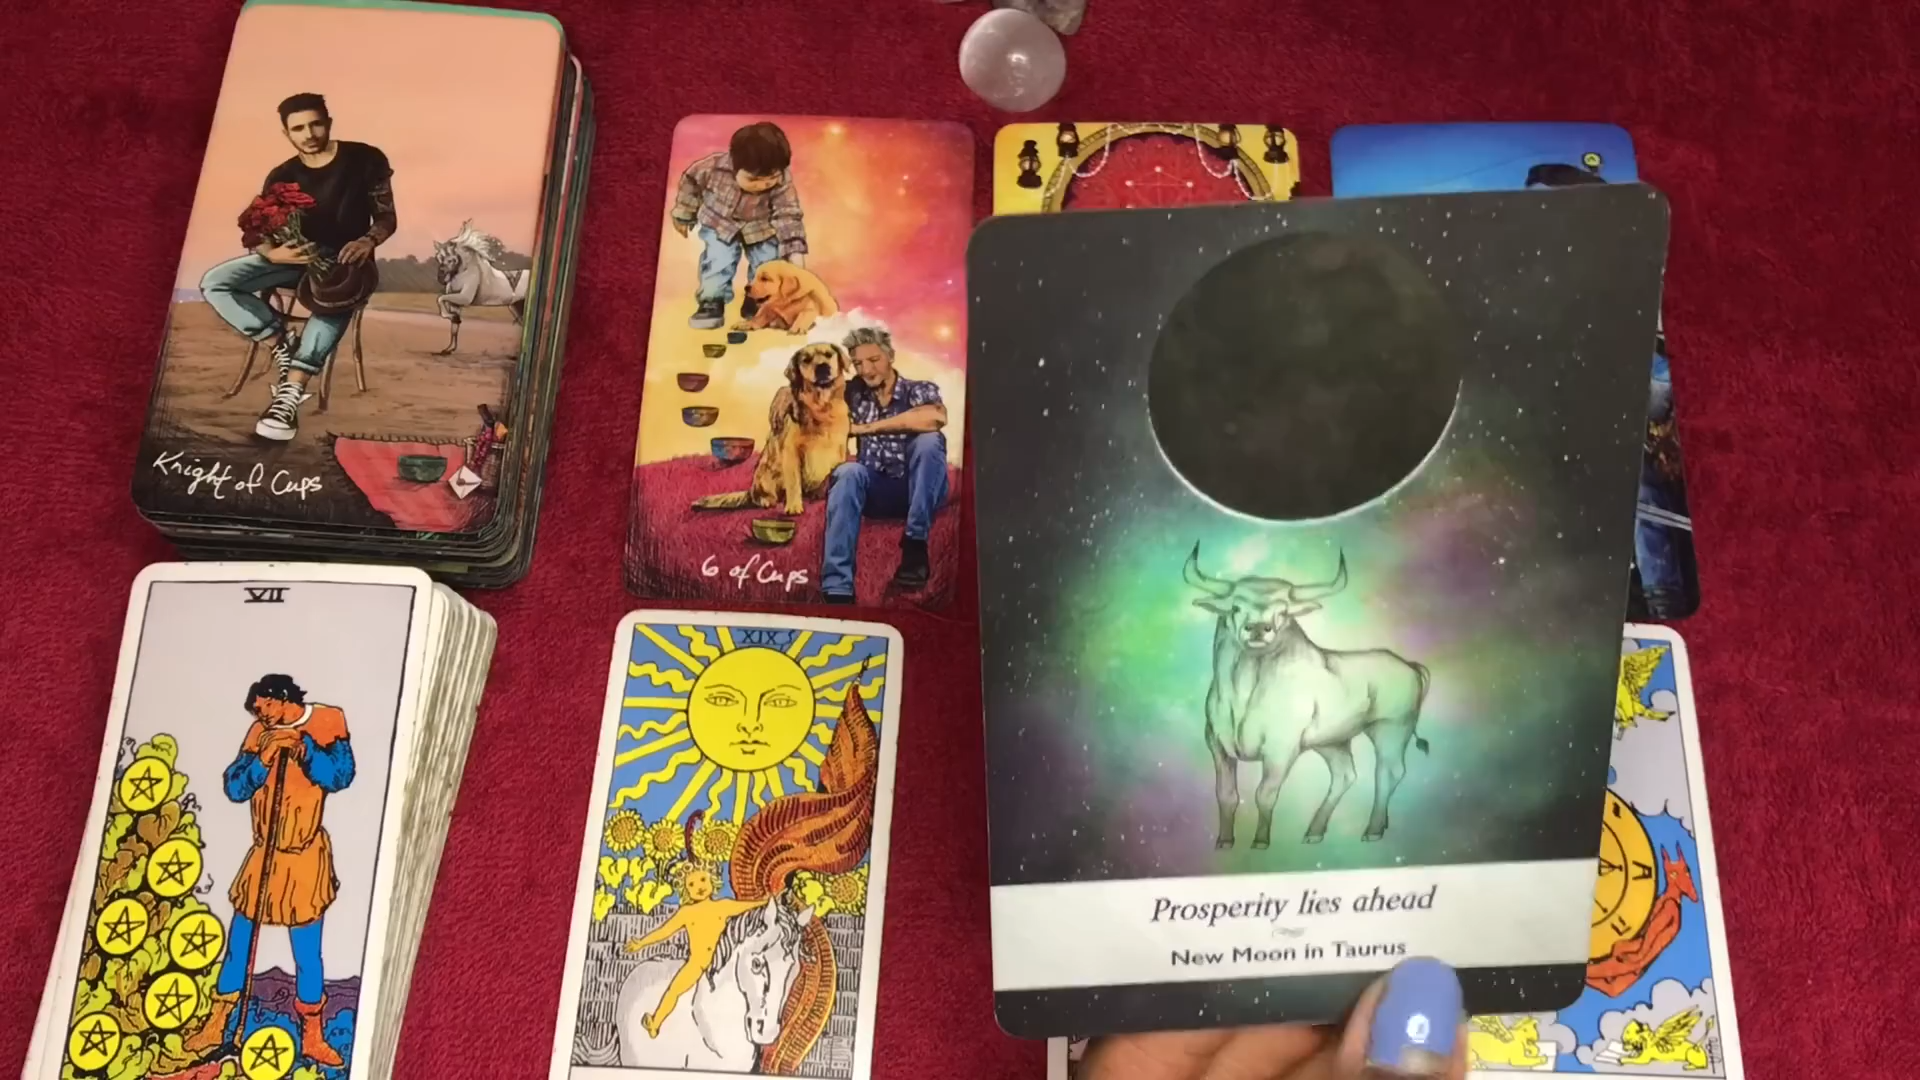 Knight of Cups
6 of Cups
VII
XIX
Prosperity lies ahead
New Moon in Taurus